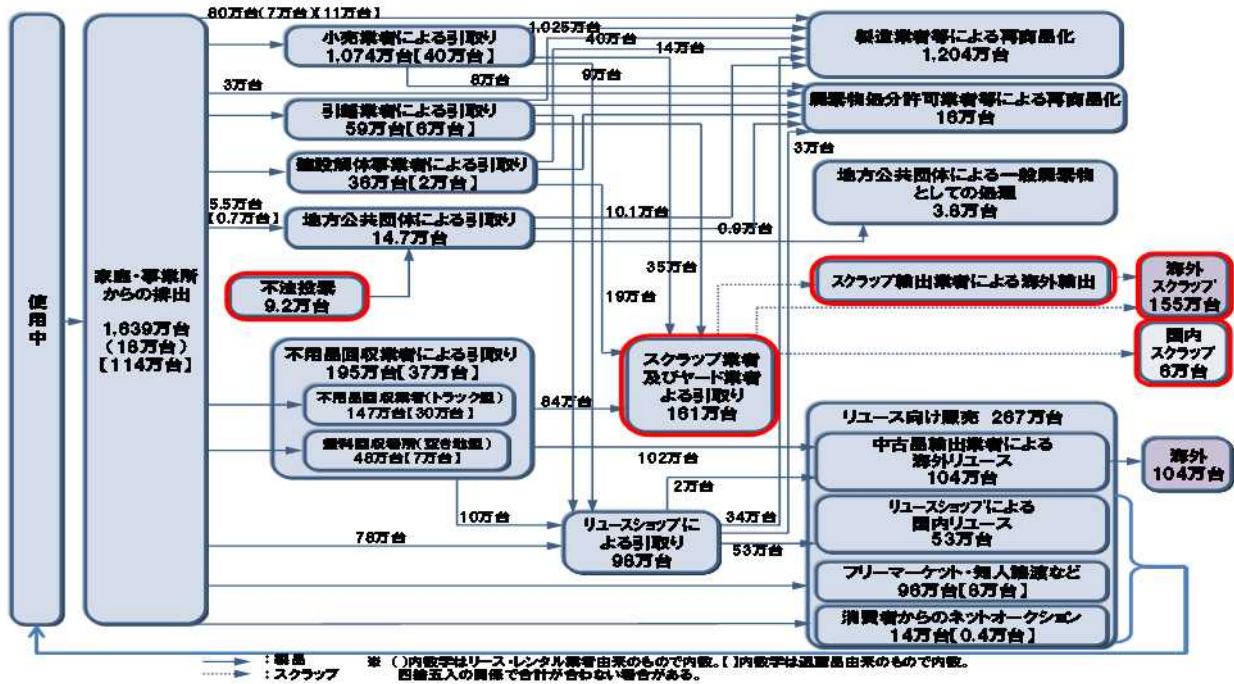 使用中
家庭・事業所
からの排出
1,639万台
(18万台)
【114万台】
80万台(7万台)【11万台】
小売業者による引取り
1,074万台【40万台】
3万台
引越業者による引取り
59万台【6万台】
建設解体事業者による引取り
36万台【2万台】
5.5万台
【0.7万台】
地方公共団体による引取り
14.7万台
不法投棄
9.2万台
不用品回収業者による引取り
195万台【37万台】
不用品回収業者(トラック型)
147万台【30万台】
無料回収場所(空き地型)
48万台【7万台】
78万台
10万台
1,025万台
40万台
14万台
8万台
9万台
10.1万台
0.9万台
35万台
19万台
84万台
102万台
2万台
34万台
53万台
3万台
スクラップ業者
及びヤード業者
よる引取り
161万台
リユースショップに
よる引取り
98万台
製造業者等による再商品化
1,204万台
廃棄物処分許可業者等による再商品化
16万台
地方公共団体による一般廃棄物
としての処理
3.8万台
スクラップ輸出業者による海外輸出
海外
スクラップ
155万台
国内
スクラップ
6万台
リユース向け販売 267万台
中古品輸出業者による
海外リユース
104万台
海外
104万台
リユースショップによる
国内リユース
53万台
フリーマーケット・知人譲渡など
96万台【8万台】
消費者からのネットオークション
14万台【0.4万台】
:製品
:スクラップ
※ ( )内数字はリース・レンタル業者由来のもので内数。【 】内数字は退蔵品由来のもので内数。
四捨五入の関係で合計が合わない場合がある。